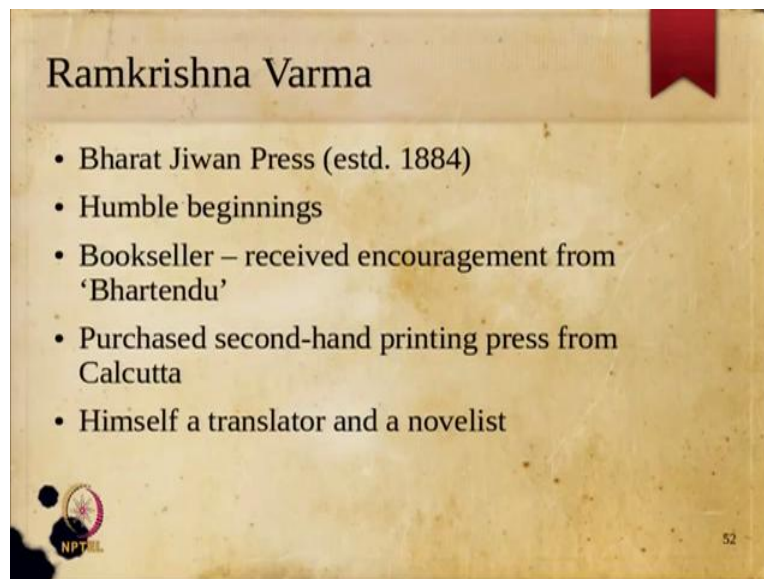 Ramkrishna Varma
• Bharat Jiwan Press (estd. 1884)
• Humble beginnings
• Bookseller – received encouragement from
‘Bhartendu’
• Purchased second-hand printing press from
Calcutta
• Himself a translator and a novelist
NPTEL
52